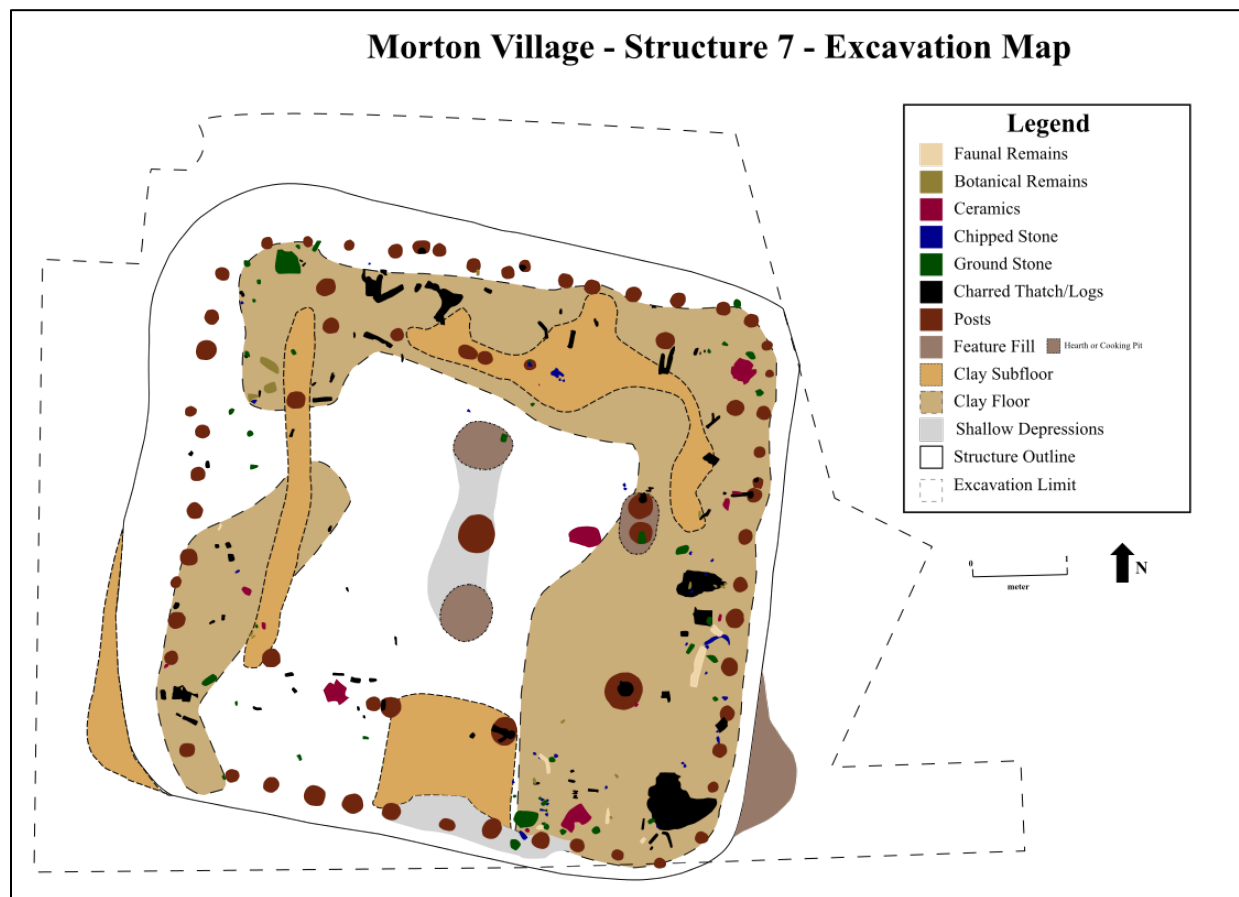 Morton Village - Structure 7 - Excavation Map
Legend
Faunal Remains
Botanical Remains
Ceramics
Chipped Stone
Ground Stone
Charred Thatch/Logs
Posts
Feature Fill Hearth or Cooking Pit
Clay Subfloor
Clay Floor
Shallow Depressions
Structure Outline
Excavation Limit
0 1
meter
N